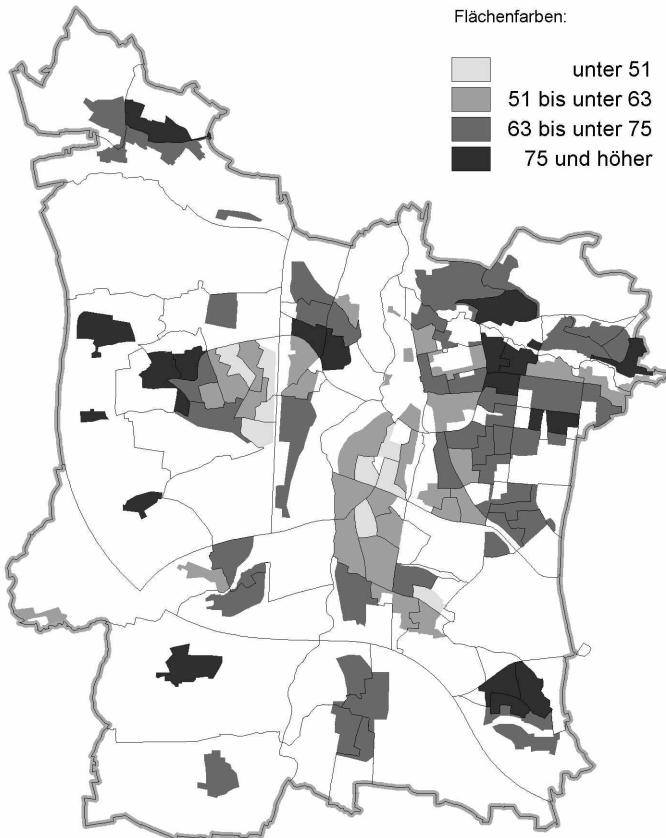 Flächenfarben:
unter 51
51 bis unter 63
63 bis unter 75
75 und höher